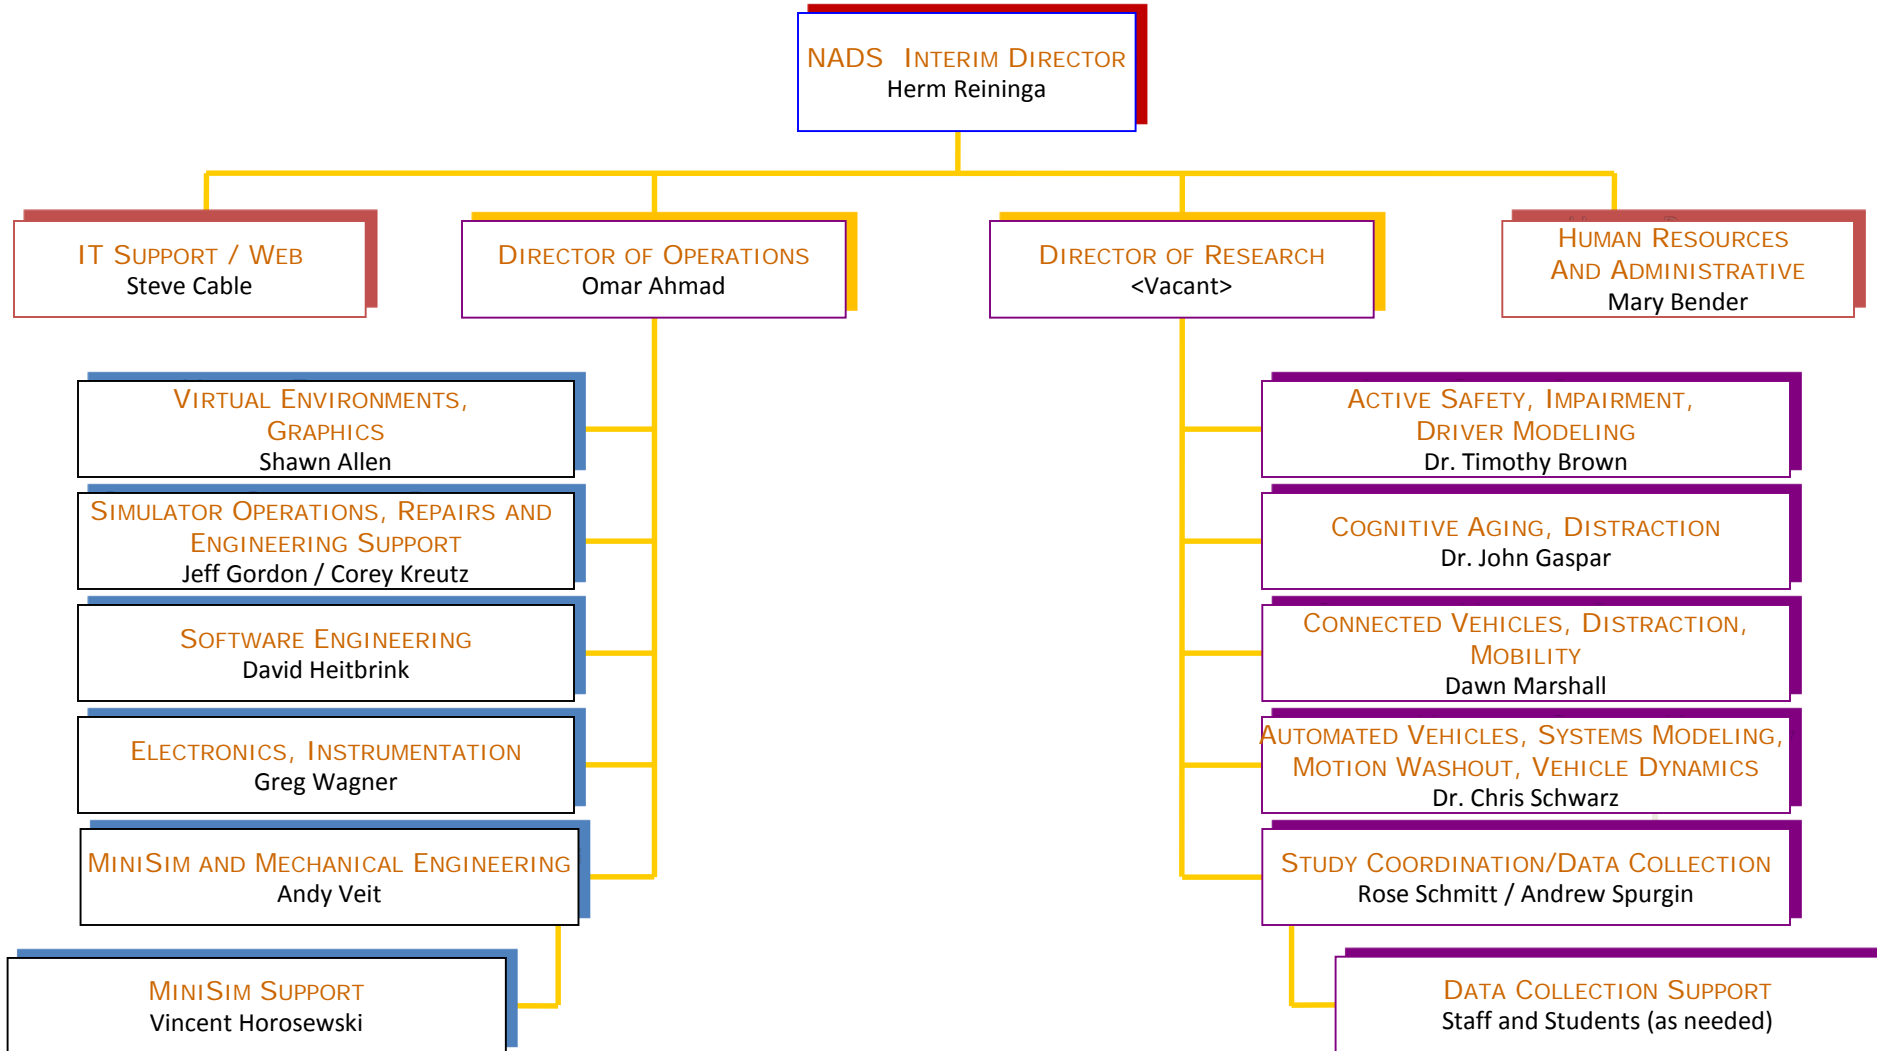 NADS Interim Director
Herm Reininga
IT Support / Web
Steve Cable
Director of Operations
Omar Ahmad
Director of Research
<Vacant>
Human Resources
And Administrative
Mary Bender
Virtual Environments,
Graphics
Shawn Allen
Simulator Operations, Repairs and
Engineering Support
Jeff Gordon / Corey Kreutz
Software Engineering
David Heitbrink
Electronics, Instrumentation
Greg Wagner
MiniSim and Mechanical Engineering
Andy Veit
MiniSim Support
Vincent Horosewski
Active Safety, Impairment,
Driver Modeling
Dr. Timothy Brown
Cognitive Aging, Distraction
Dr. John Gaspar
Connected Vehicles, Distraction,
Mobility
Dawn Marshall
Automated Vehicles, Systems Modeling,
Motion Washout, Vehicle Dynamics
Dr. Chris Schwarz
Study Coordination/Data Collection
Rose Schmitt / Andrew Spurgin
Data Collection Support
Staff and Students (as needed)